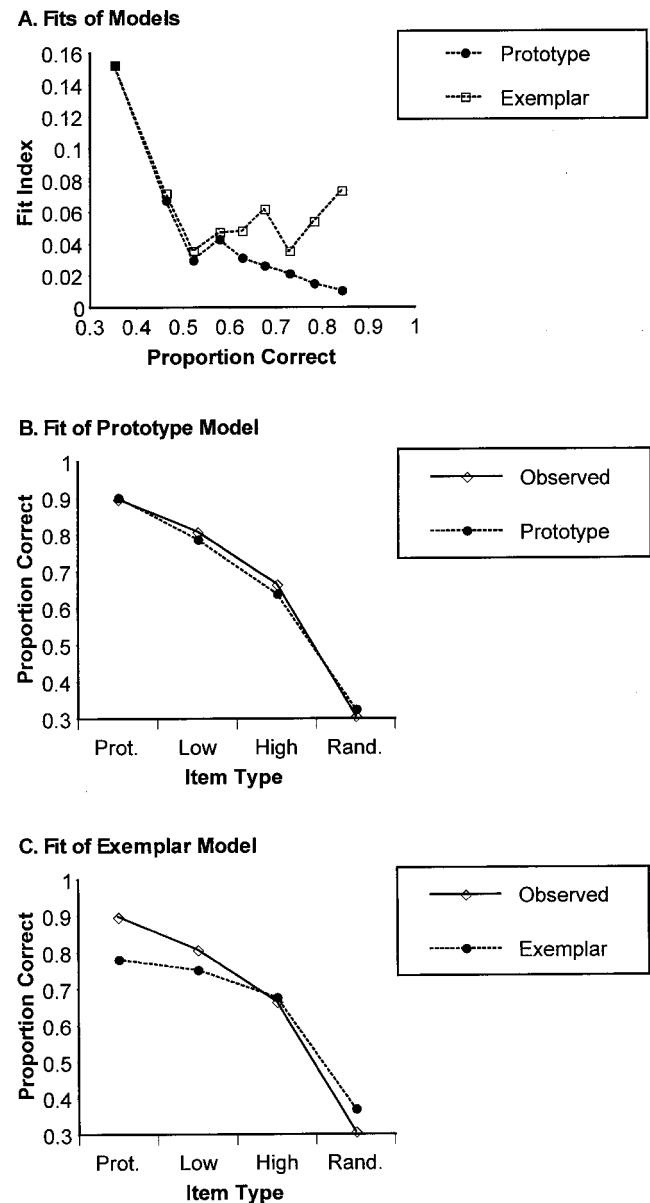 A. Fits of Models
0.16
0.14
0.12
0.1
0.08
0.06
0.04
0.02
0
Fit Index
0.3 0.4 0.5 0.6 0.7 0.8 0.9 1
Proportion Correct
Prototype
Exemplar
B. Fit of Prototype Model
1
0.9
0.8
0.7
0.6
0.5
0.4
0.3
Proportion Correct
Prot. Low High Rand.
Item Type
Observed
Prototype
C. Fit of Exemplar Model
1
0.9
0.8
0.7
0.6
0.5
0.4
0.3
Proportion Correct
Prot. Low High Rand.
Item Type
Observed
Exemplar